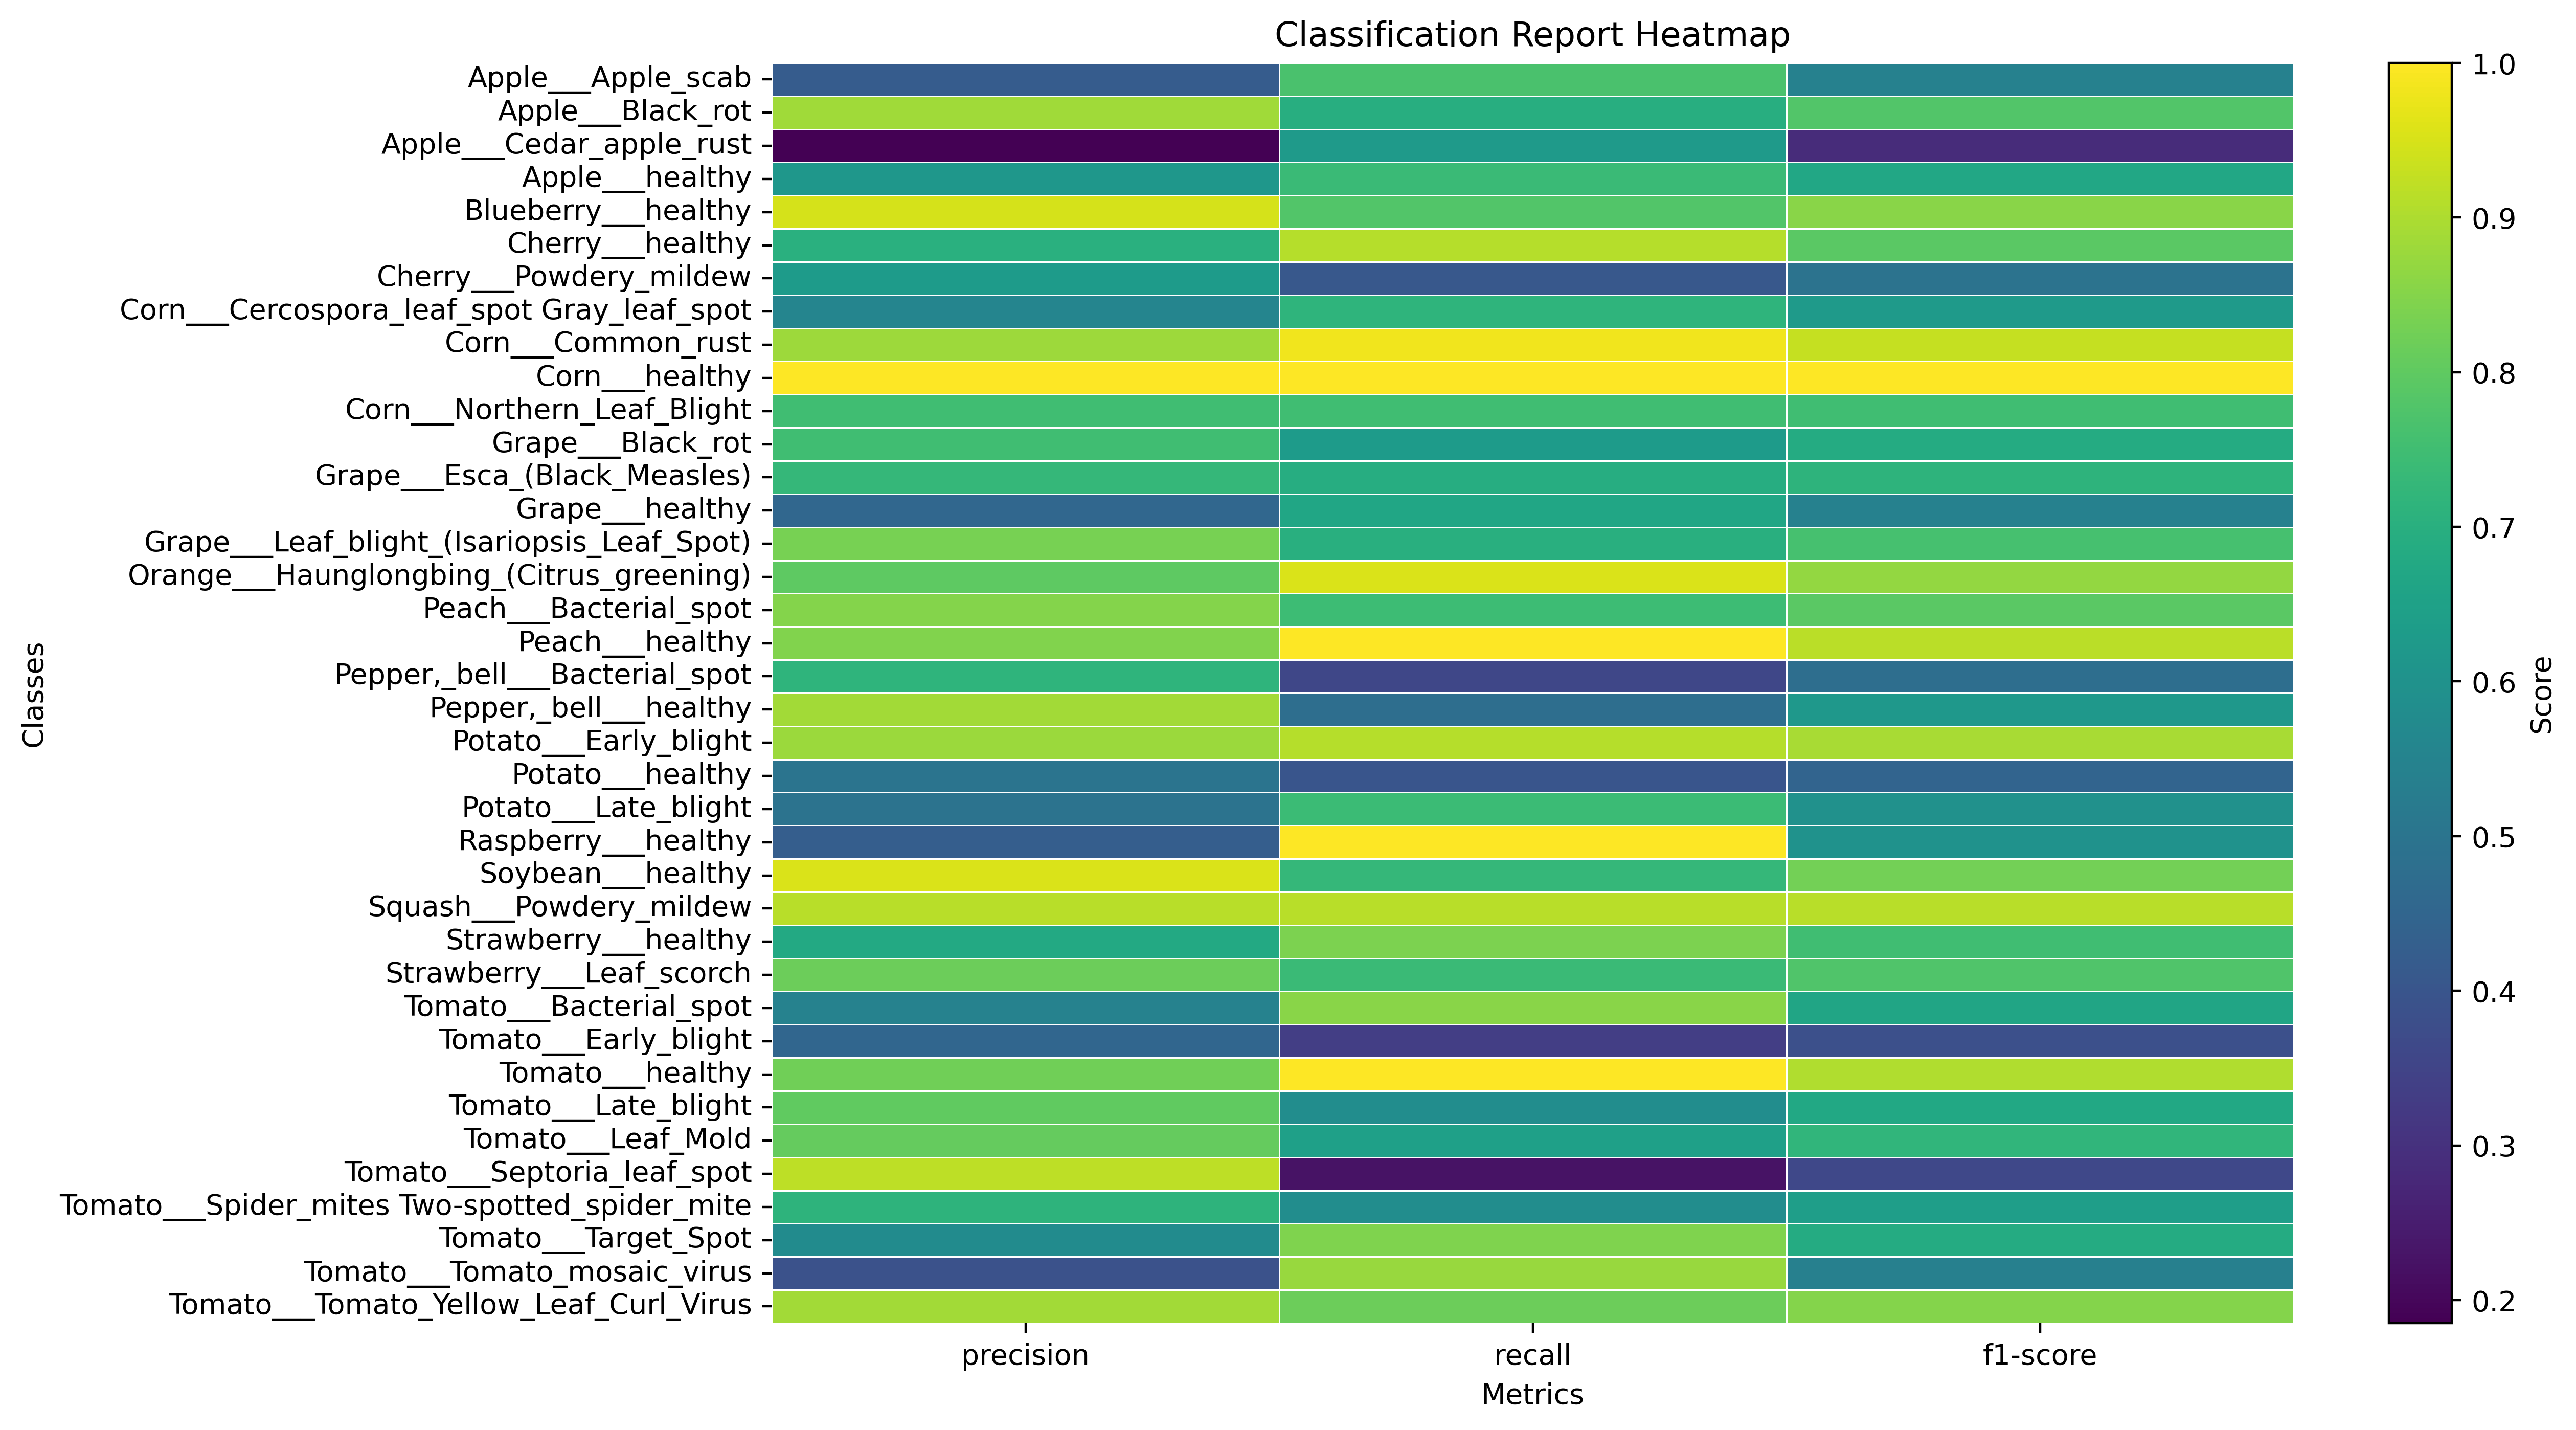 Classification Report Heatmap
Apple___Apple_scab
Apple___Black_rot
Apple___Cedar_apple_rust
Apple___healthy
Blueberry___healthy
Cherry___healthy
Cherry___Powdery_mildew
Corn___Cercospora_leaf_spot Gray_leaf_spot
Corn___Common_rust
Corn___healthy
Corn___Northern_Leaf_Blight
Grape___Black_rot
Grape___Esca_(Black_Measles)
Grape___healthy
Grape___Leaf_blight_(Isariopsis_Leaf_Spot)
Orange___Haunglongbing_(Citrus_greening)
Peach___Bacterial_spot
Peach___healthy
Pepper,_bell___Bacterial_spot
Pepper,_bell___healthy
Potato___Early_blight
Potato___healthy
Potato___Late_blight
Raspberry___healthy
Soybean___healthy
Squash___Powdery_mildew
Strawberry___healthy
Strawberry___Leaf_scorch
Tomato___Bacterial_spot
Tomato___Early_blight
Tomato___healthy
Tomato___Late_blight
Tomato___Leaf_Mold
Tomato___Septoria_leaf_spot
Tomato___Spider_mites Two-spotted_spider_mite
Tomato___Target_Spot
Tomato___Tomato_mosaic_virus
Tomato___Tomato_Yellow_Leaf_Curl_Virus
Classes
precision
recall
f1-score
Metrics
1.0
0.9
0.8
0.7
0.6
0.5
0.4
0.3
0.2
Score